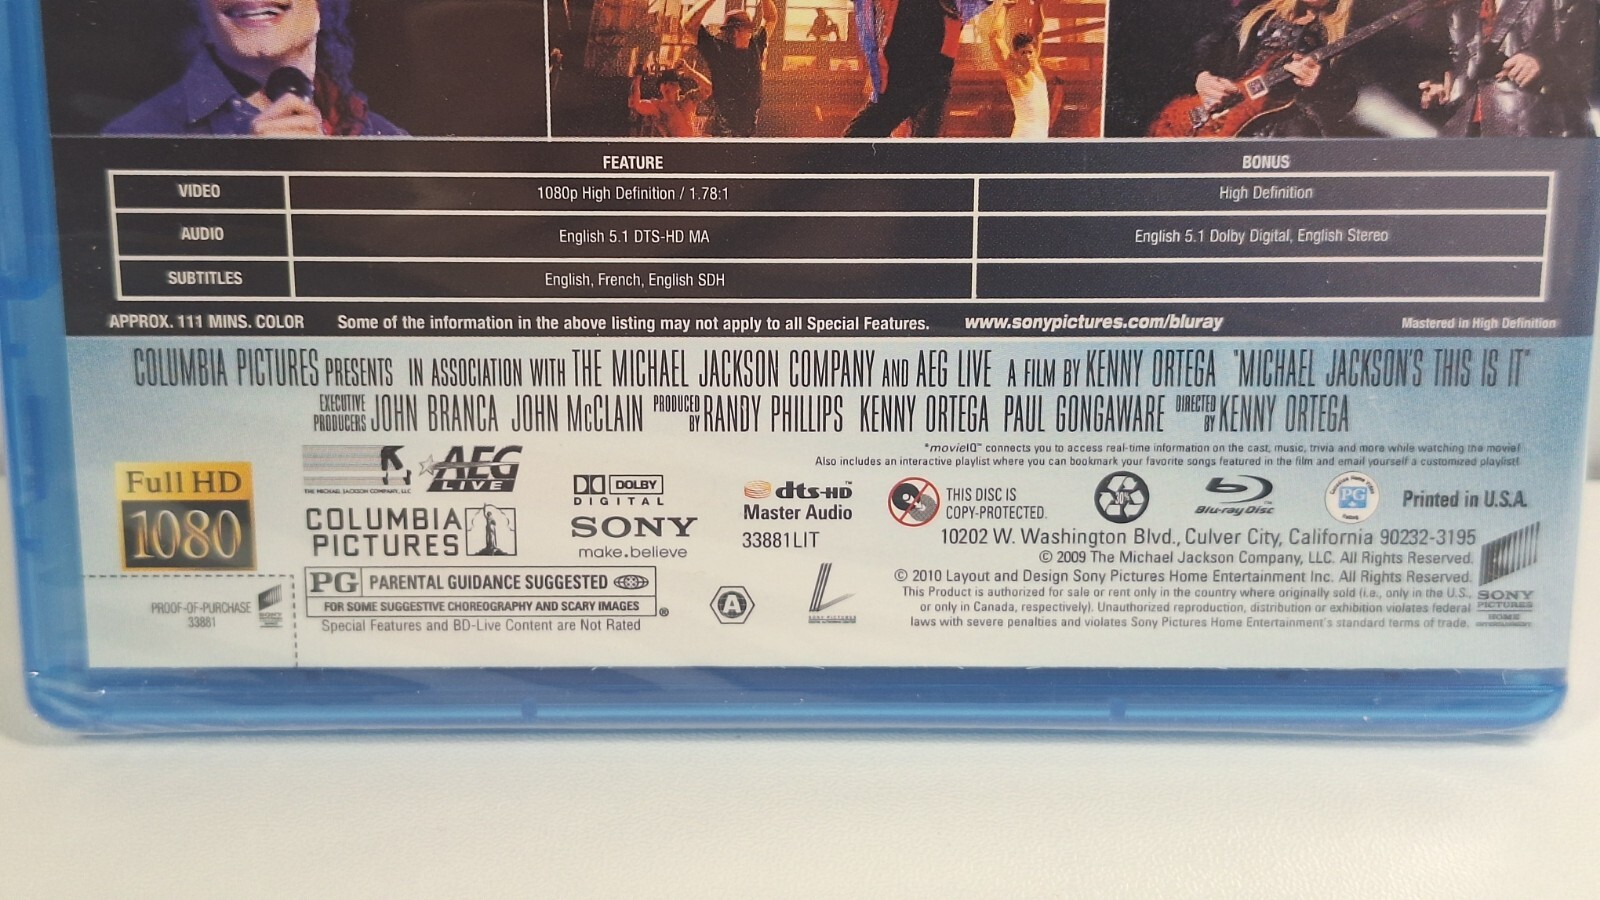 FEATURE BONUS
VIDEO 1080p High Definition / 1.78:1 High Definition
AUDIO English 5.1 DTS-HD MA English 5.1 Dolby Digital, English Stereo
SUBTITLES English, French, English SDH
APPROX. 111 MINS. COLOR Some of the information in the above listing may not apply to all Special Features. www.sonypictures.com/bluray Mastered in High Definition
COLUMBIA PICTURES PRESENTS IN ASSOCIATION WITH THE MICHAEL JACKSON COMPANY AND AEG LIVE A FILM BY KENNY ORTEGA "MICHAEL JACKSON'S THIS IS IT"
EXECUTIVE PRODUCERS JOHN BRANCA JOHN McCLAIN PRODUCED BY RANDY PHILLIPS KENNY ORTEGA PAUL GONGAWARE DIRECTED BY KENNY ORTEGA
*movieIQ™ connects you to access real-time information on the cast, music, trivia and more while watching the movie!
Also includes an interactive playlist where you can bookmark your favorite songs featured in the film and email yourself a customized playlist!
Full HD
1080
THE MICHAEL JACKSON COMPANY, LLC
AEG
LIVE
COLUMBIA
PICTURES
DOLBY
DIGITAL
SONY
make.believe
dts-HD™
Master Audio
33881LIT
THIS DISC IS
COPY-PROTECTED.
30%
Blu-ray Disc™
PG
Printed in U.S.A.
10202 W. Washington Blvd., Culver City, California 90232-3195
© 2009 The Michael Jackson Company, LLC. All Rights Reserved.
© 2010 Layout and Design Sony Pictures Home Entertainment Inc. All Rights Reserved.
This Product is authorized for sale or rent only in the country where originally sold (i.e., only in the U.S.,
or only in Canada, respectively). Unauthorized reproduction, distribution or exhibition violates federal
laws with severe penalties and violates Sony Pictures Home Entertainment's standard terms of trade.
SONY
PICTURES
HOME
ENTERTAINMENT
PROOF-OF-PURCHASE
33881
PG PARENTAL GUIDANCE SUGGESTED
FOR SOME SUGGESTIVE CHOREOGRAPHY AND SCARY IMAGES ®
Special Features and BD-Live Content are Not Rated
A